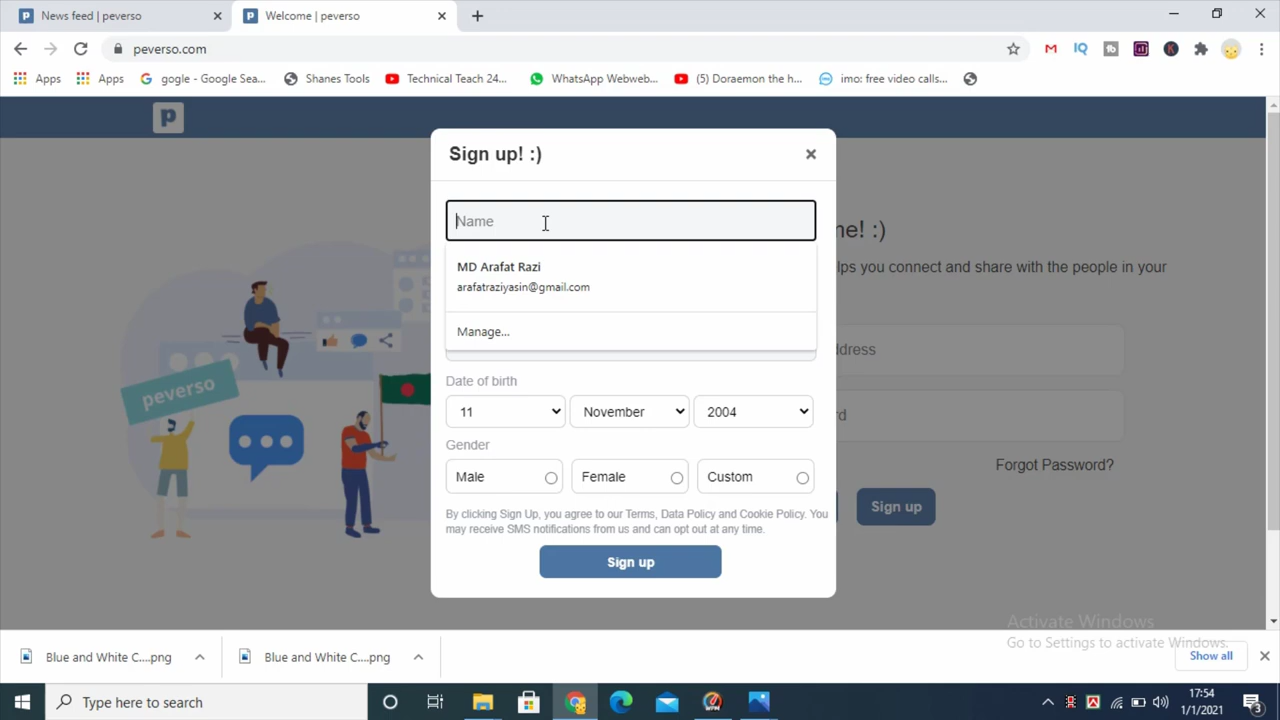 News feed | peverso
Welcome | peverso
peverso.com
Apps
Apps
gogle - Google Sea...
Shanes Tools
Technical Teach 24...
WhatsApp Webweb...
(5) Doraemon the h...
imo: free video calls...
p
Sign up! :)
Name
MD Arafat Razi
arafatraziyasin@gmail.com
Manage...
me! :)
lps you connect and share with the people in your
peverso
dress
rd
Forgot Password?
Sign up
Date of birth
11
November
2004
Gender
Male
Female
Custom
By clicking Sign Up, you agree to our Terms, Data Policy and Cookie Policy. You
may receive SMS notifications from us and can opt out at any time.
Sign up
Activate Windows
Go to Settings to activate Windows.
Blue and White C....png
Blue and White C....png
Show all
Type here to search
17:54
1/1/2021
3